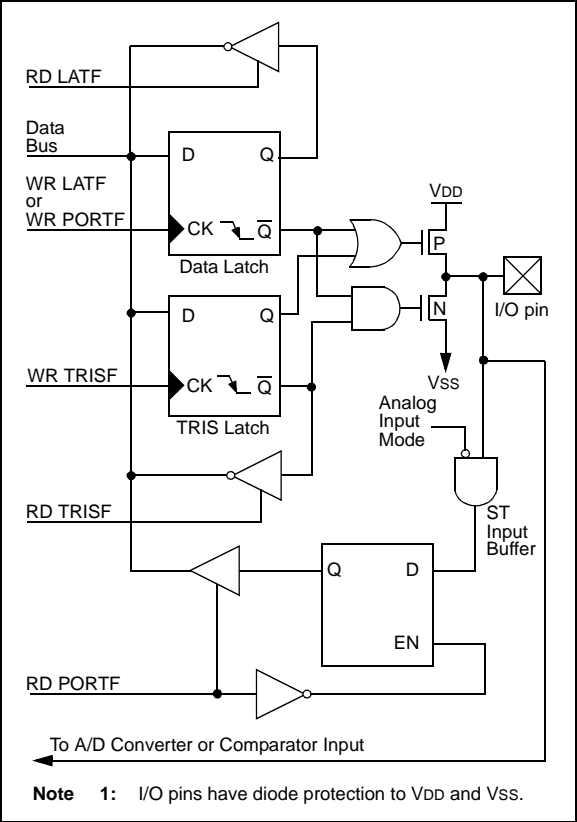 RD LATF
Data
Bus
D
Q
WR LATF
or
WR PORTF
CK
Q
Data Latch
VDD
P
N
I/O pin
VSS
D
Q
WR TRISF
CK
Q
TRIS Latch
Analog
Input
Mode
RD TRISF
ST
Input
Buffer
Q
D
EN
RD PORTF
To A/D Converter or Comparator Input
Note 1: I/O pins have diode protection to VDD and VSS.